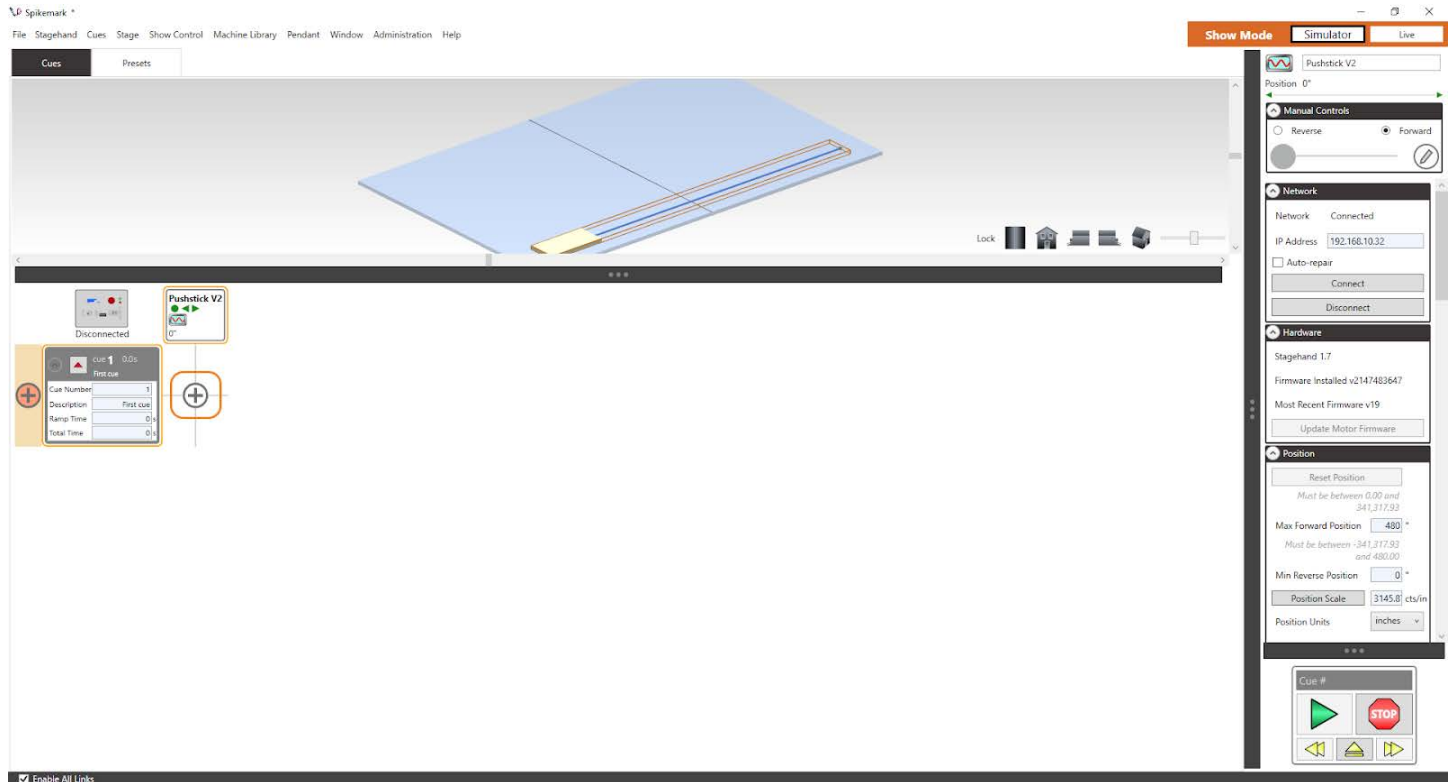 Spikemark *
File Stagehand Cues Stage Show Control Machine Library Pendant Window Administration Help
Show Mode Simulator Live
Cues Presets
Lock
Disconnected
Pushstick V2
0"
cue 1 0.0s
First cue
Cue Number 1
Description First cue
Ramp Time 0 s
Total Time 0 s
Pushstick V2
Position 0"
Manual Controls
Reverse Forward
Network
Network Connected
IP Address 192.168.10.32
Auto-repair
Connect
Disconnect
Hardware
Stagehand 1.7
Firmware Installed v2147483647
Most Recent Firmware v19
Update Motor Firmware
Position
Reset Position
Must be between 0.00 and
341,317.93
Max Forward Position 480 "
Must be between -341,317.93
and 480.00
Min Reverse Position 0 "
Position Scale 3145.8 cts/in
Position Units inches
Cue #
STOP
Enable All Links